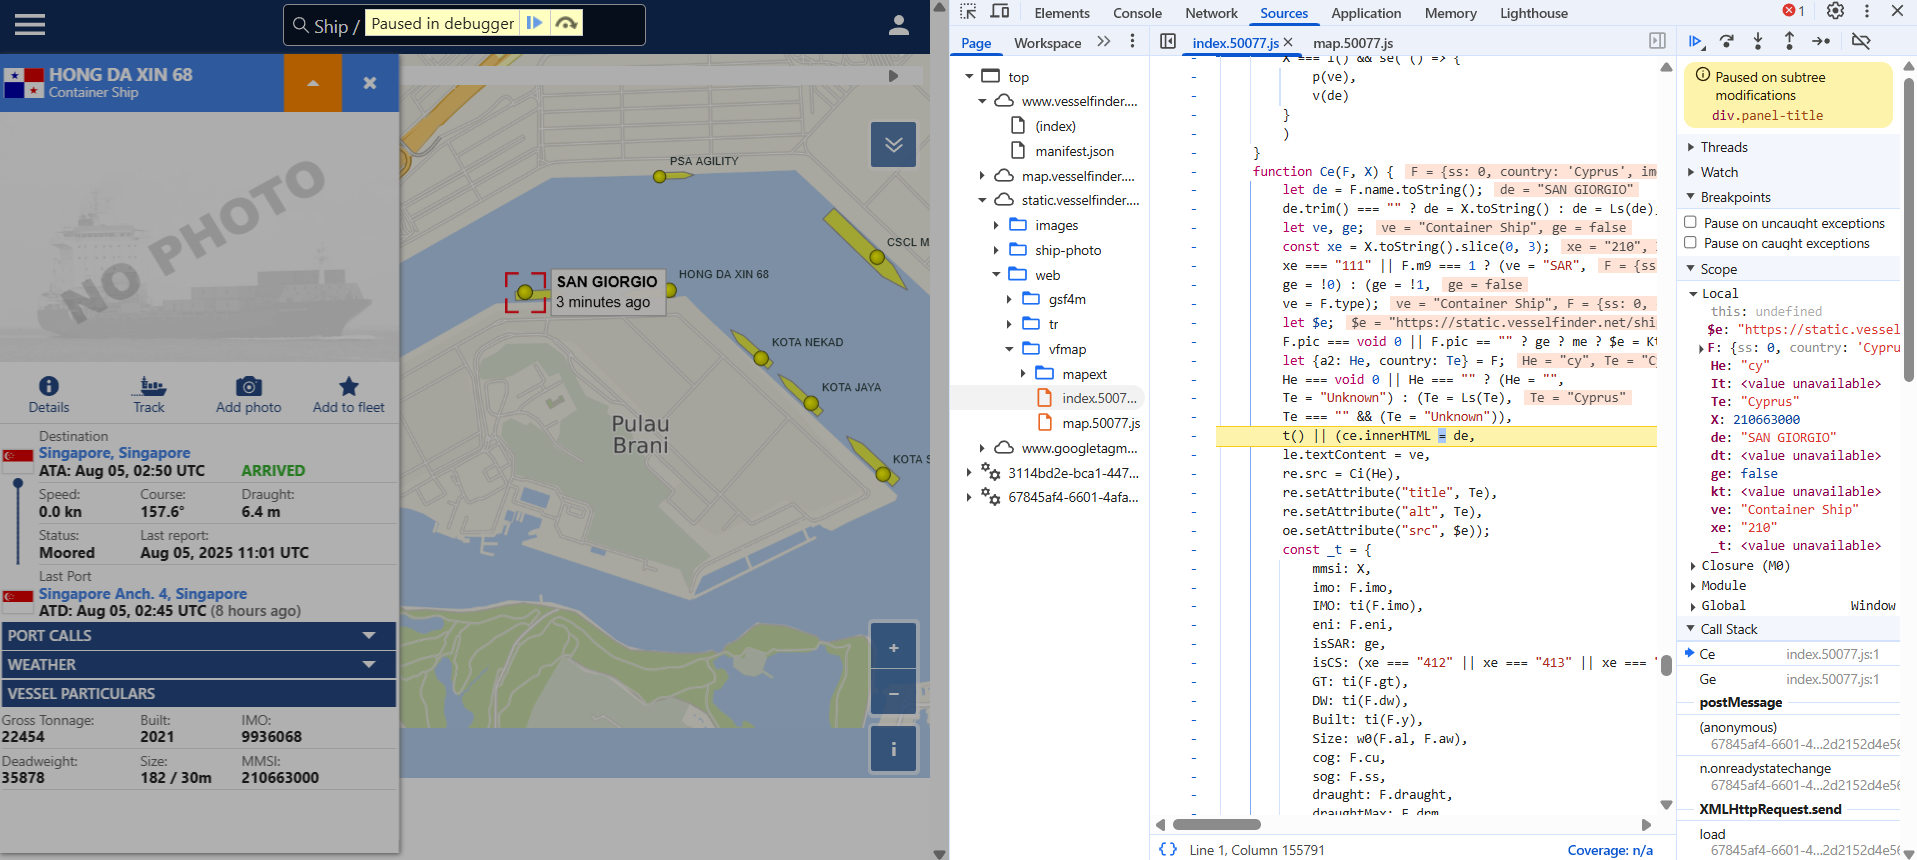 Ship /
Paused in debugger
HONG DA XIN 68
Container Ship
NO PHOTO
Details
Track
Add photo
Add to fleet
Destination
Singapore, Singapore
ATA: Aug 05, 02:50 UTC ARRIVED
Speed: Course: Draught:
0.0 kn 157.6° 6.4 m
Status: Last report:
Moored Aug 05, 2025 11:01 UTC
Last Port
Singapore Anch. 4, Singapore
ATD: Aug 05, 02:45 UTC (8 hours ago)
PORT CALLS
WEATHER
VESSEL PARTICULARS
Gross Tonnage: Built: IMO:
22454 2021 9936068
Deadweight: Size: MMSI:
35878 182 / 30m 210663000
PSA AGILITY
CSCL M
SAN GIORGIO
3 minutes ago
HONG DA XIN 68
KOTA NEKAD
KOTA JAYA
KOTA S
Pulau
Brani
+
−
i
Elements Console Network Sources Application Memory Lighthouse 1
Page Workspace
top
www.vesselfinder....
(index)
manifest.json
map.vesselfinder....
static.vesselfinder....
images
ship-photo
web
gsf4m
tr
vfmap
mapext
index.5007...
map.50077.js
www.googletagm...
3114bd2e-bca1-447...
67845af4-6601-4afa...
index.50077.js map.50077.js
X === l() && se( () => {
p(ve),
v(de)
}
)
}
function Ce(F, X) { F = {ss: 0, country: 'Cyprus', im
let de = F.name.toString(); de = "SAN GIORGIO"
de.trim() === "" ? de = X.toString() : de = Ls(de)
let ve, ge; ve = "Container Ship", ge = false
const xe = X.toString().slice(0, 3); xe = "210",
xe === "111" || F.m9 === 1 ? (ve = "SAR", F = {ss
ge = !0) : (ge = !1, ge = false
ve = F.type); ve = "Container Ship", F = {ss: 0,
let $e; $e = "https://static.vesselfinder.net/shi
F.pic === void 0 || F.pic == "" ? ge ? me ? $e = Kt
let {a2: He, country: Te} = F; He = "cy", Te = "Cy
He === void 0 || He === "" ? (He = "",
Te = "Unknown") : (Te = Ls(Te), Te = "Cyprus"
Te === "" && (Te = "Unknown")),
t() || (ce.innerHTML = de,
le.textContent = ve,
re.src = Ci(He),
re.setAttribute("title", Te),
re.setAttribute("alt", Te),
oe.setAttribute("src", $e));
const _t = {
mmsi: X,
imo: F.imo,
IMO: ti(F.imo),
eni: F.eni,
isSAR: ge,
isCS: (xe === "412" || xe === "413" || xe === "
GT: ti(F.gt),
DW: ti(F.dw),
Built: ti(F.y),
Size: w0(F.al, F.aw),
cog: F.cu,
sog: F.ss,
draught: F.draught,
draughtMax: F.drm
{} Line 1, Column 155791 Coverage: n/a
Paused on subtree
modifications
div.panel-title
Threads
Watch
Breakpoints
Pause on uncaught exceptions
Pause on caught exceptions
Scope
Local
this: undefined
$e: "https://static.vessel
F: {ss: 0, country: 'Cypru
He: "cy"
It: <value unavailable>
Te: "Cyprus"
X: 210663000
de: "SAN GIORGIO"
dt: <value unavailable>
ge: false
kt: <value unavailable>
ve: "Container Ship"
xe: "210"
_t: <value unavailable>
Closure (M0)
Module
Global Window
Call Stack
Ce index.50077.js:1
Ge index.50077.js:1
postMessage
(anonymous)
67845af4-6601-4...2d2152d4e56
n.onreadystatechange
67845af4-6601-4...2d2152d4e56
XMLHttpRequest.send
load
67845af4-6601-4...2d2152d4e56